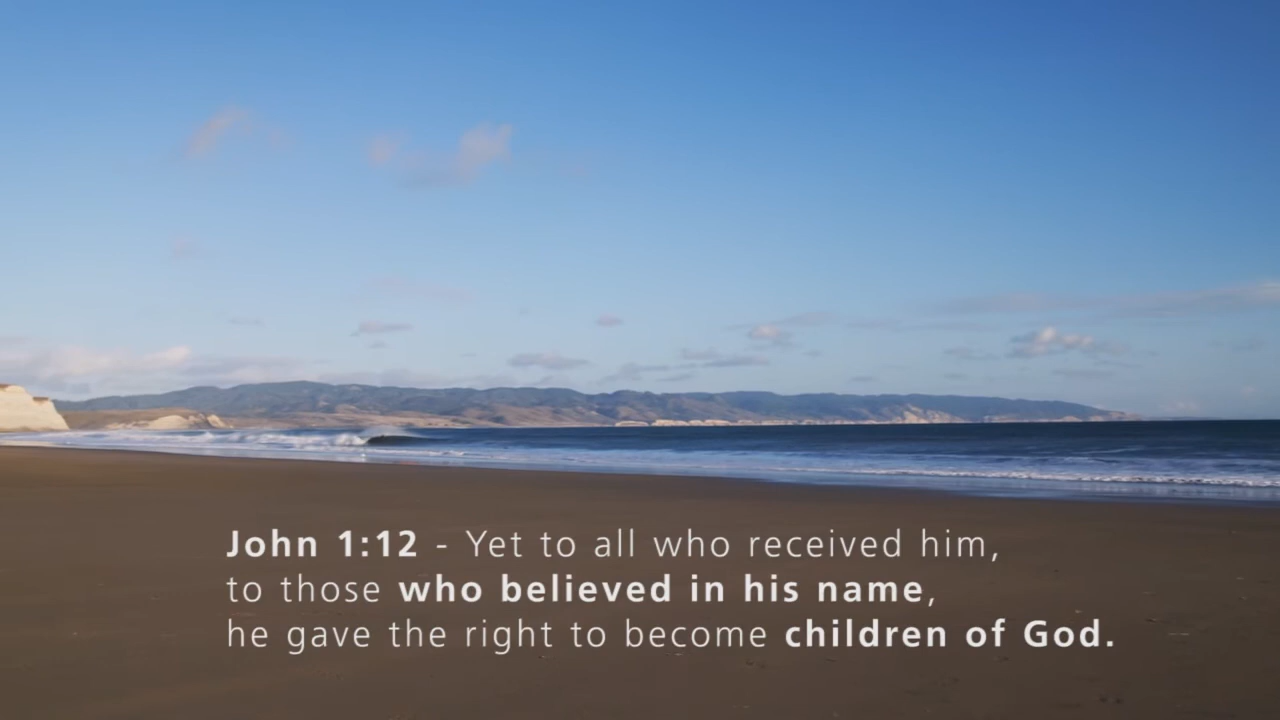 John 1:12 - Yet to all who received him,
to those who believed in his name,
he gave the right to become children of God.